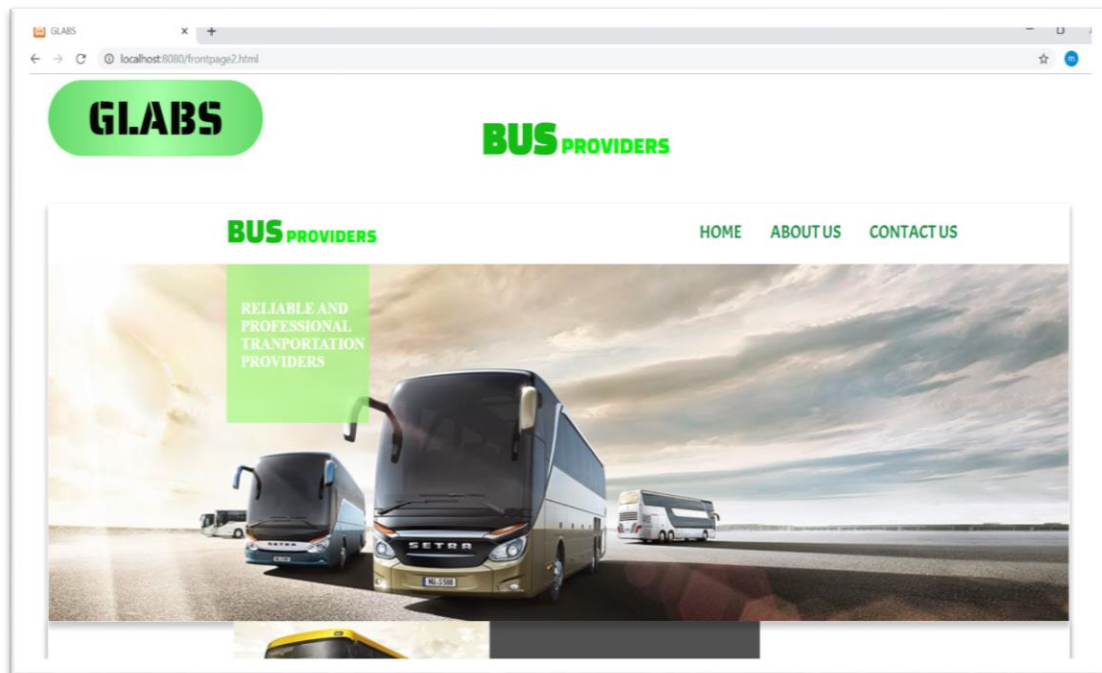 GLABS
localhost:8080/frontpage2.html
m
GLABS
BUS PROVIDERS
BUS PROVIDERS
HOME ABOUT US CONTACT US
RELIABLE AND
PROFESSIONAL
TRANPORTATION
PROVIDERS
SETRA
SETRA